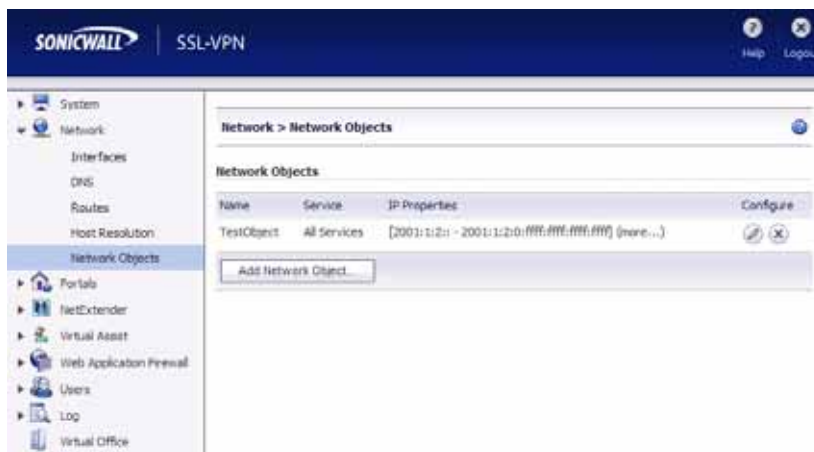 SONICWALL SSL-VPN
Help Logou
System
Network
Interfaces
DNS
Routes
Host Resolution
Network Objects
Portals
NetExtender
Virtual Assist
Web Application Firewall
Users
Log
Virtual Office
Network > Network Objects
Network Objects
Name Service IP Properties Configure
TestObject All Services [2001:1:2:: - 2001:1:2:0:ffff:ffff:ffff:ffff] (more...)
Add Network Object...